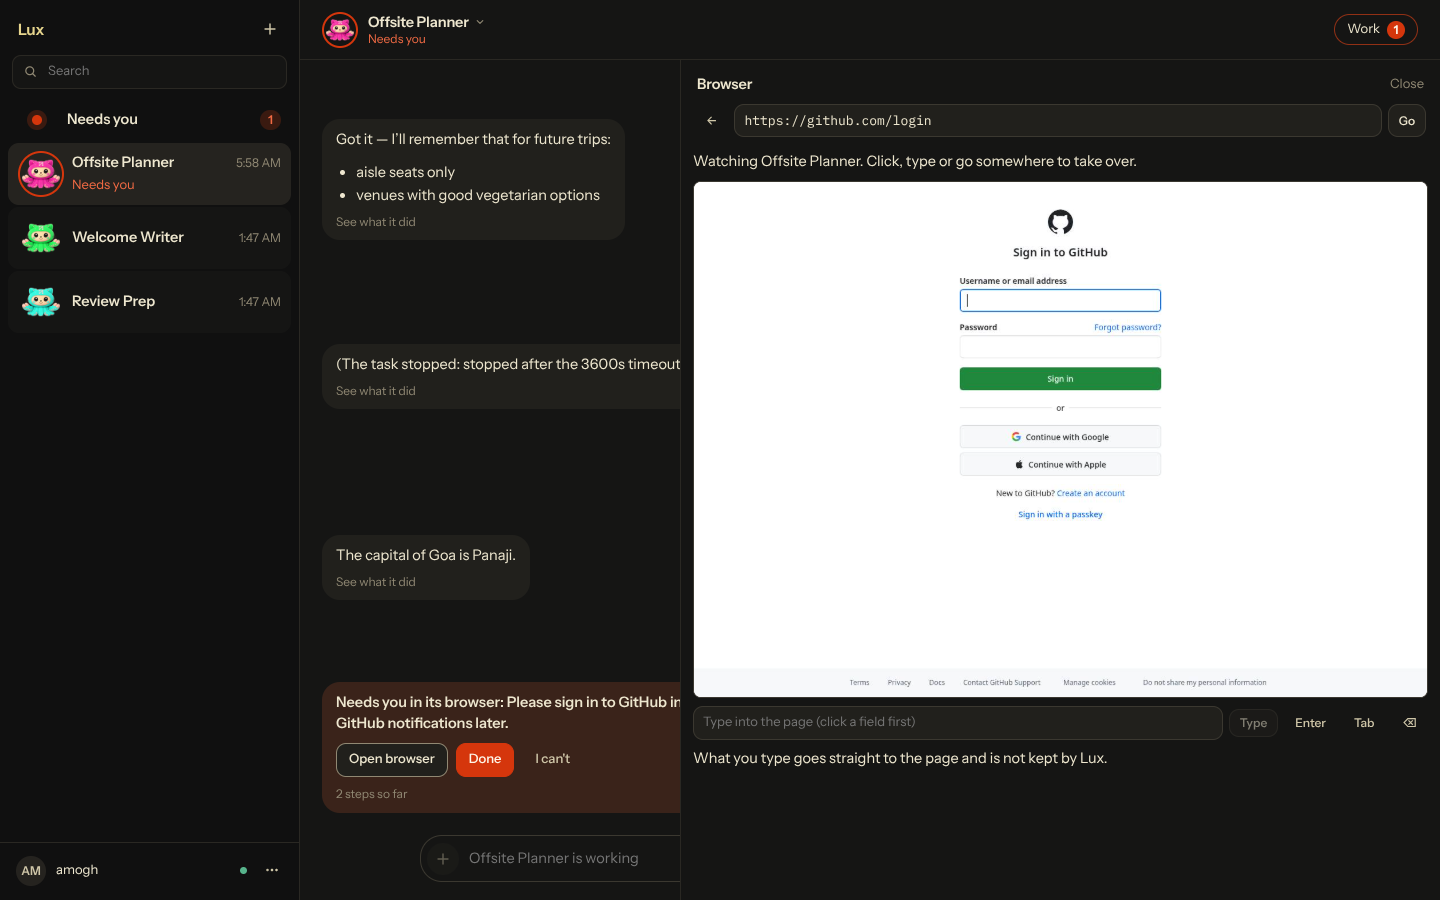 Lux
Search
Needs you
1
Offsite Planner
5:58 AM
Needs you
Welcome Writer
1:47 AM
Review Prep
1:47 AM
AM
amogh
Offsite Planner
Needs you
Work 1
Got it — I'll remember that for future trips:
• aisle seats only
• venues with good vegetarian options
See what it did
(The task stopped: stopped after the 3600s timeout
See what it did
The capital of Goa is Panaji.
See what it did
Needs you in its browser: Please sign in to GitHub in
GitHub notifications later.
Open browser
Done
I can't
2 steps so far
Offsite Planner is working
Browser
Close
https://github.com/login
Go
Watching Offsite Planner. Click, type or go somewhere to take over.
Sign in to GitHub
Username or email address
Password
Forgot password?
Sign in
or
Continue with Google
Continue with Apple
New to GitHub? Create an account
Sign in with a passkey
Terms
Privacy
Docs
Contact GitHub Support
Manage cookies
Do not share my personal information
Type into the page (click a field first)
Type
Enter
Tab
What you type goes straight to the page and is not kept by Lux.